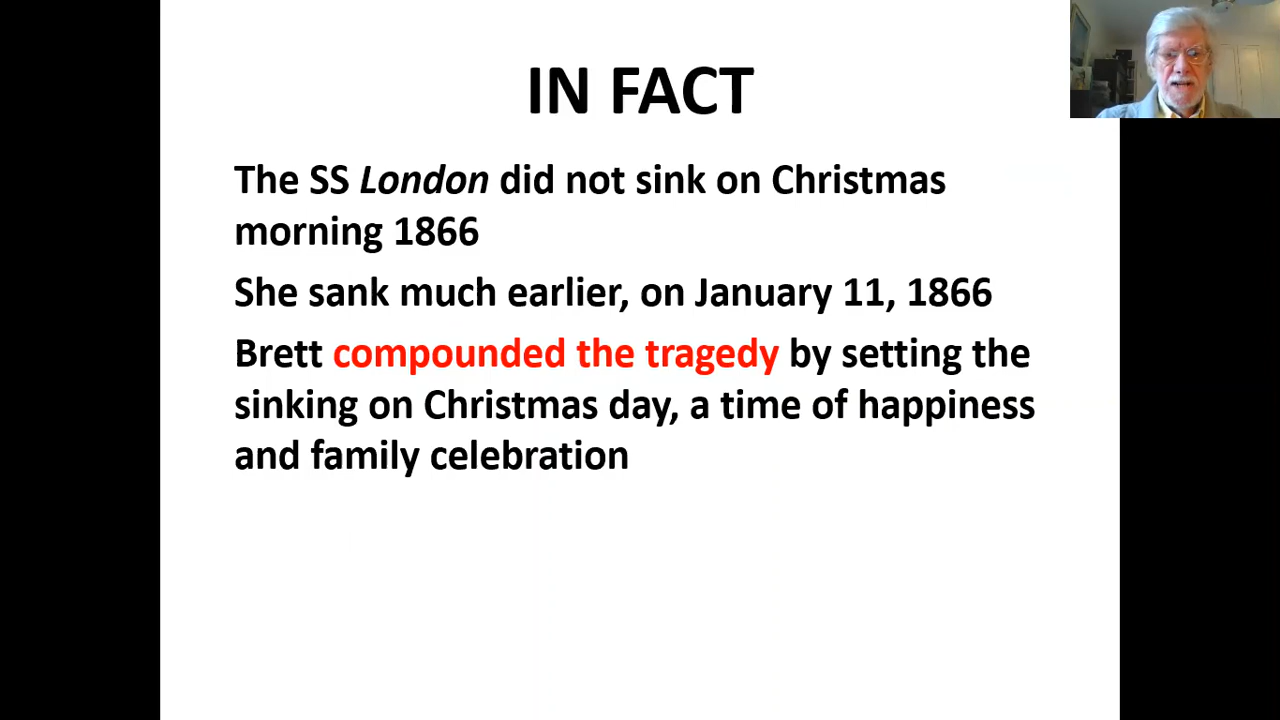 IN FACT
The SS London did not sink on Christmas
morning 1866
She sank much earlier, on January 11, 1866
Brett compounded the tragedy by setting the
sinking on Christmas day, a time of happiness
and family celebration